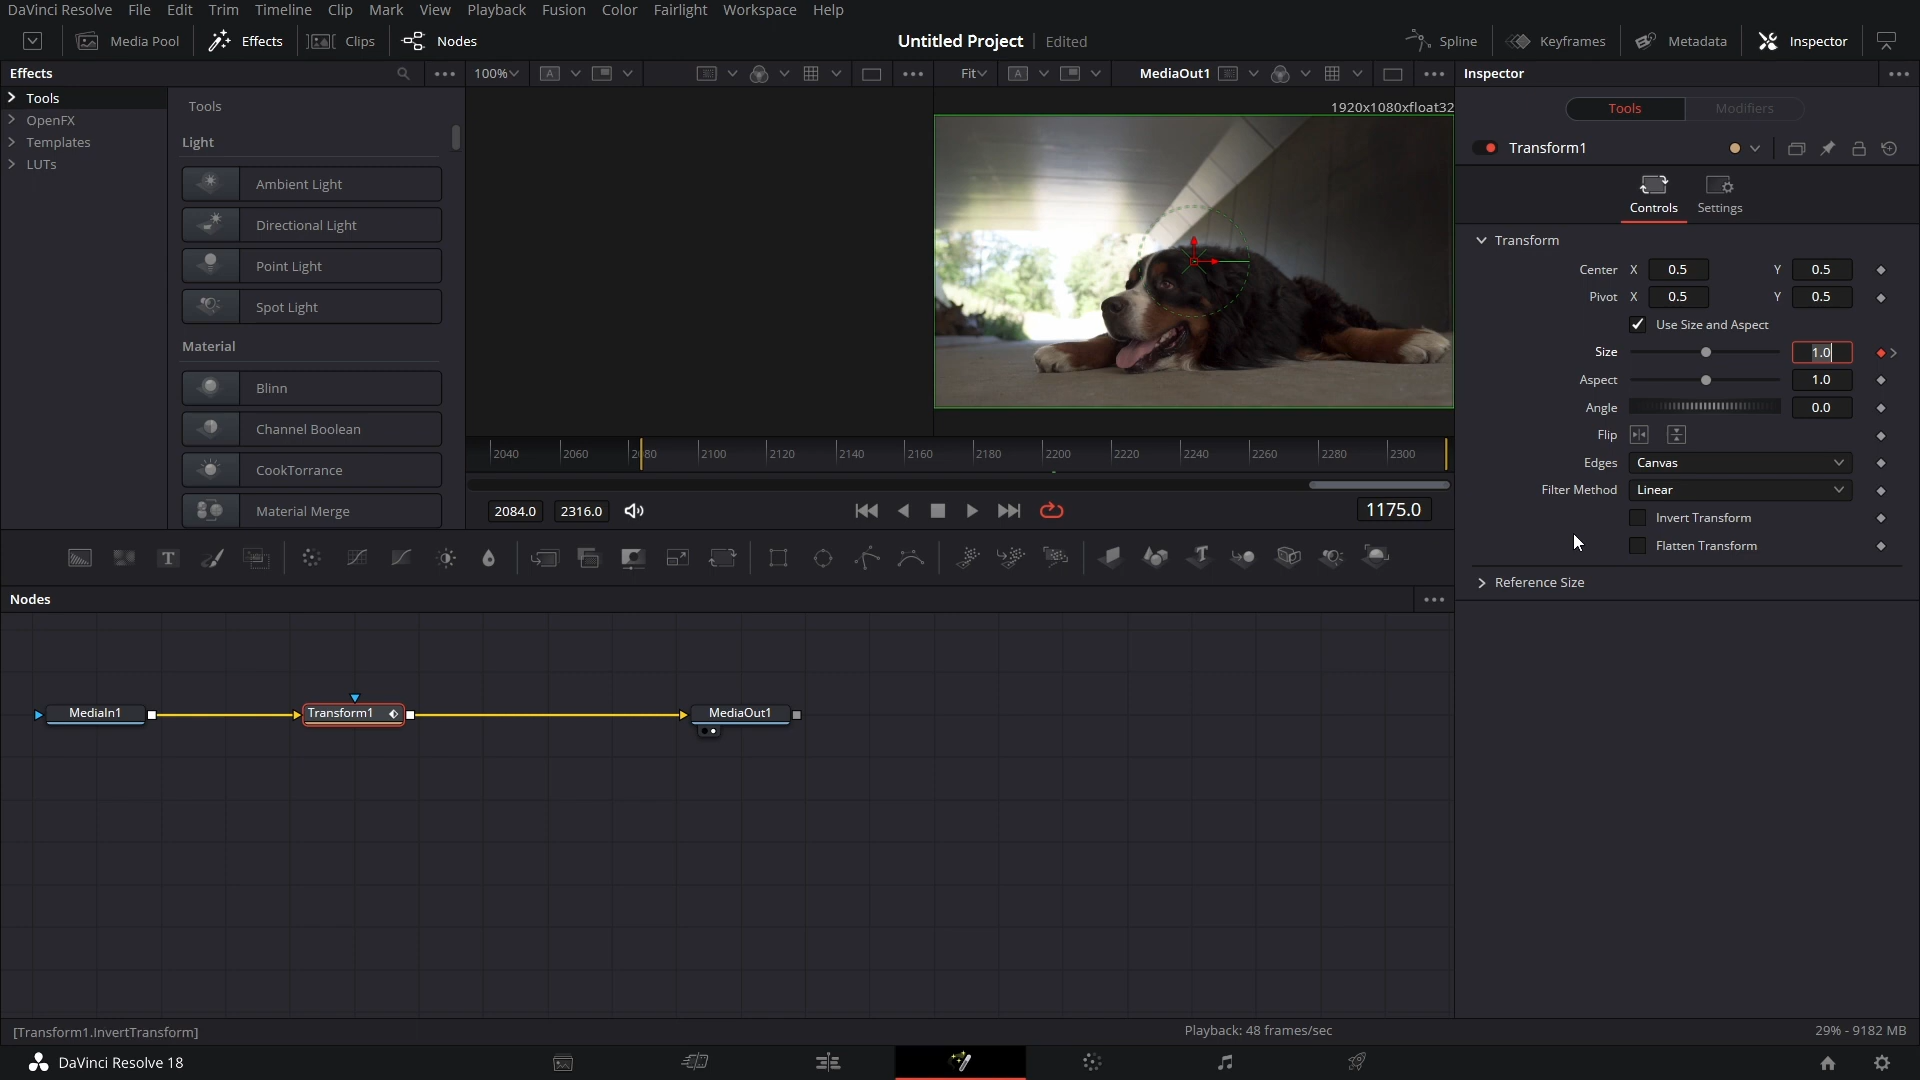 DaVinci Resolve File Edit Trim Timeline Clip Mark View Playback Fusion Color Fairlight Workspace Help
Media Pool Effects Clips Nodes Untitled Project Edited Spline Keyframes Metadata Inspector
Effects 100% A Fit A MediaOut1 Inspector
Tools
OpenFX
Templates
LUTs
Tools
Light
Ambient Light
Directional Light
Point Light
Spot Light
Material
Blinn
Channel Boolean
CookTorrance
Material Merge
1920x1080xfloat32
2040 2060 2080 2100 2120 2140 2160 2180 2200 2220 2240 2260 2280 2300
2084.0 2316.0 1175.0
Tools Modifiers
Transform1
Controls Settings
Transform
Center X 0.5 Y 0.5
Pivot X 0.5 Y 0.5
Use Size and Aspect
Size 1.0
Aspect 1.0
Angle 0.0
Flip
Edges Canvas
Filter Method Linear
Invert Transform
Flatten Transform
Reference Size
T T
Nodes
MediaIn1 Transform1 MediaOut1
[Transform1.InvertTransform] Playback: 48 frames/sec 29% - 9182 MB
DaVinci Resolve 18